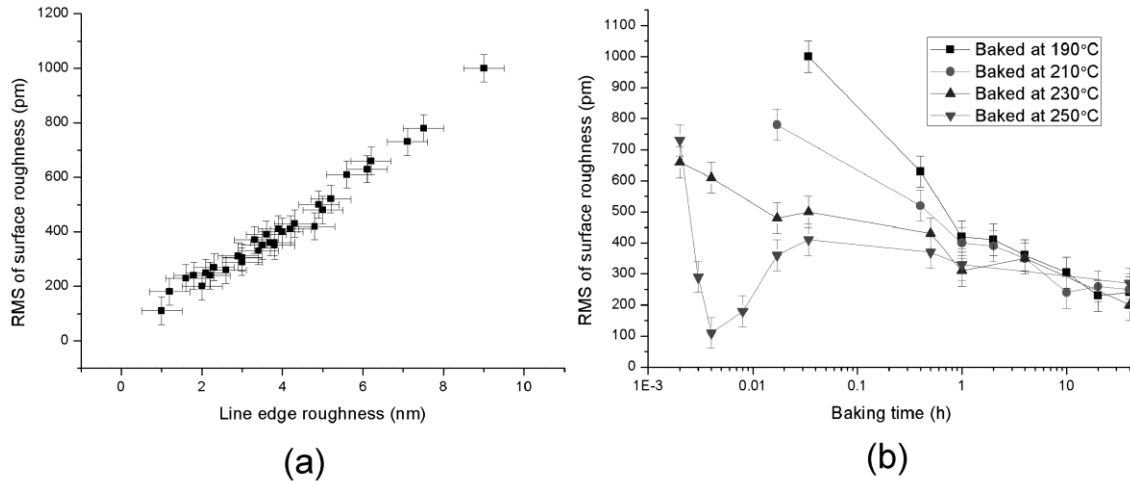 1200
1000
800
600
400
200
0
RMS of surface roughness (pm)
0 2 4 6 8 10
Line edge roughness (nm)
(a)
1100
1000
900
800
700
600
500
400
300
200
100
0
RMS of surface roughness (pm)
Baked at 190°C
Baked at 210°C
Baked at 230°C
Baked at 250°C
1E-3 0.01 0.1 1 10
Baking time (h)
(b)